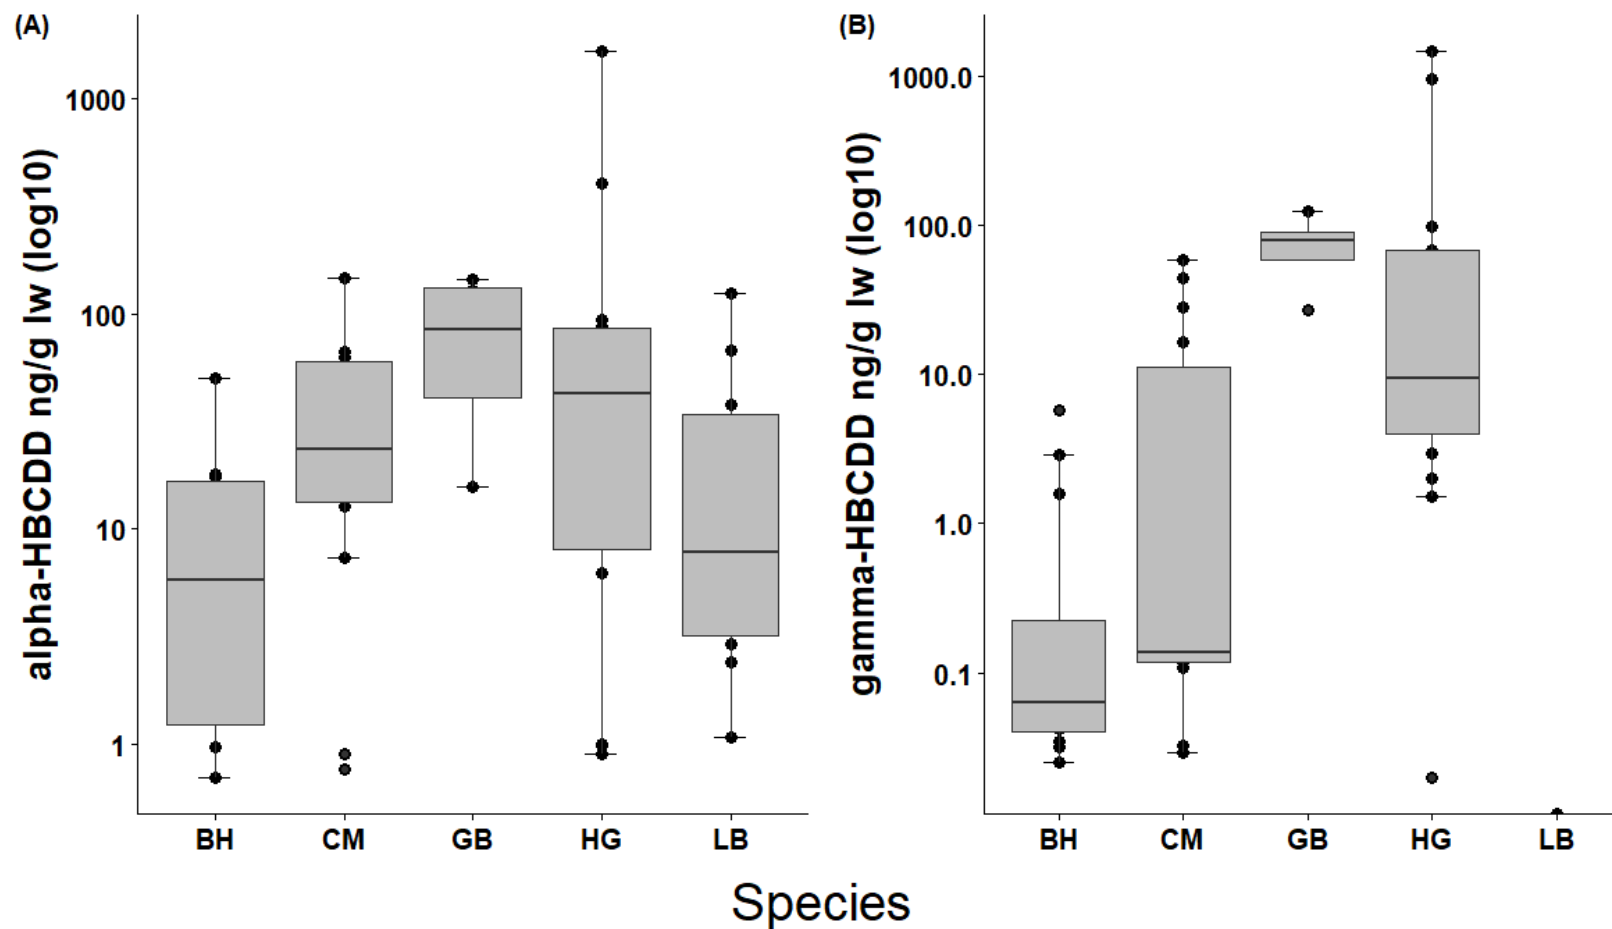 (A)
alpha-HBCDD ng/g lw (log10)
1000
100
10
1
BH CM GB HG LB
(B)
gamma-HBCDD ng/g lw (log10)
1000.0
100.0
10.0
1.0
0.1
BH CM GB HG LB
Species